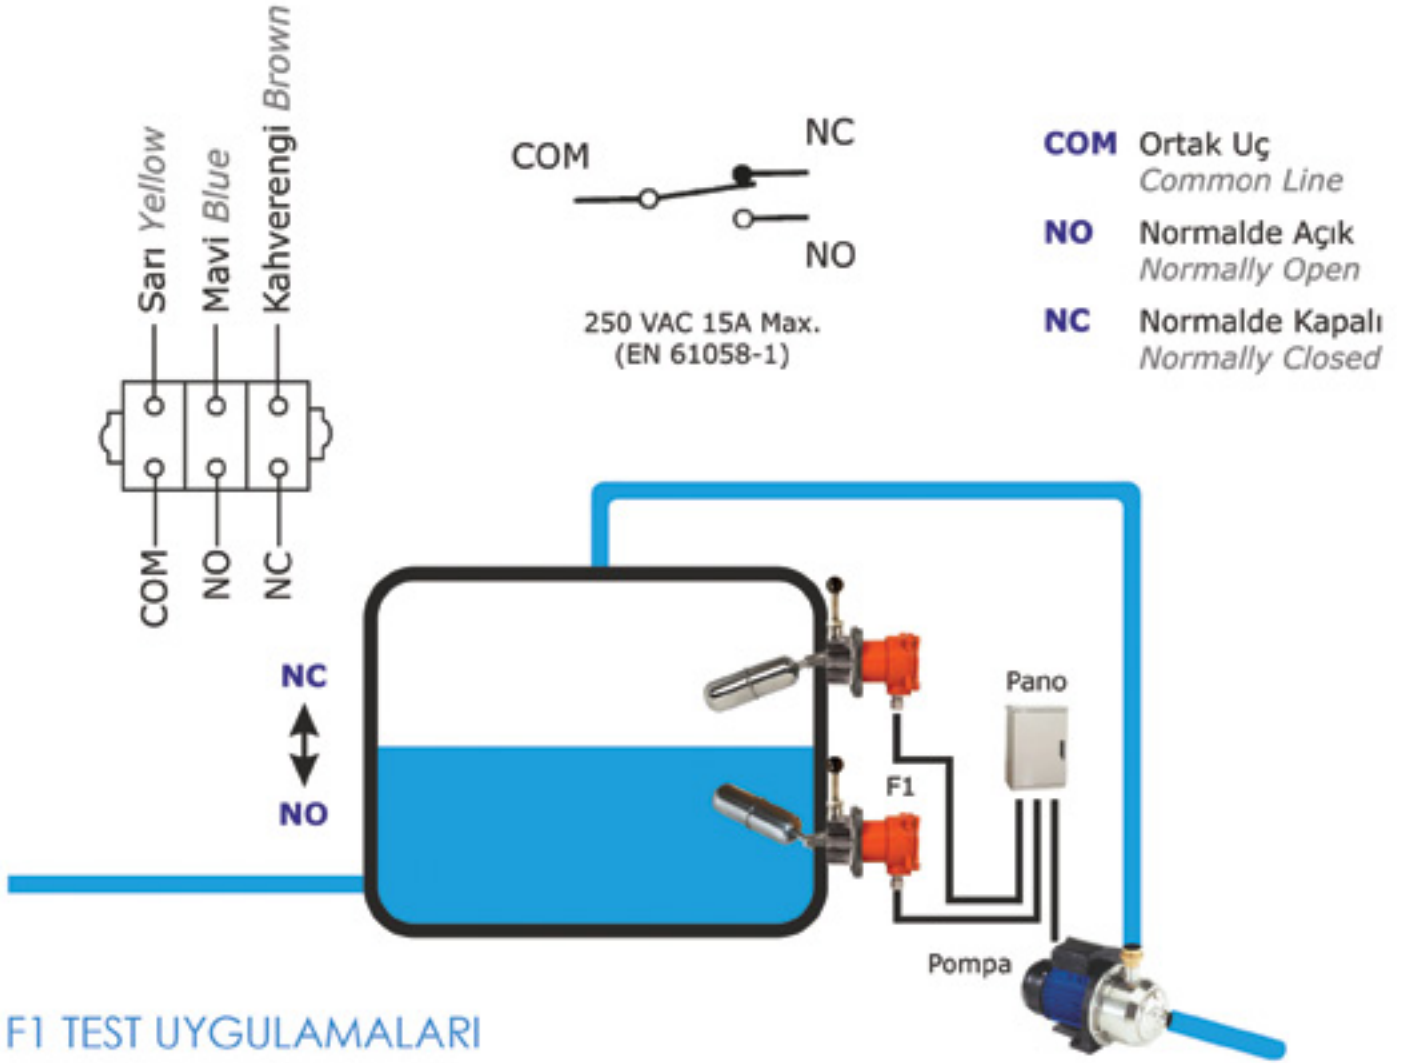 Sarı Yellow
Mavi Blue
Kahverengi Brown
COM
NO
NC
COM
NC
NO
250 VAC 15A Max.
(EN 61058-1)
COM Ortak Uç
Common Line
NO Normalde Açık
Normally Open
NC Normalde Kapalı
Normally Closed
NC
NO
F1
Pano
Pompa
F1 TEST UYGULAMALARI